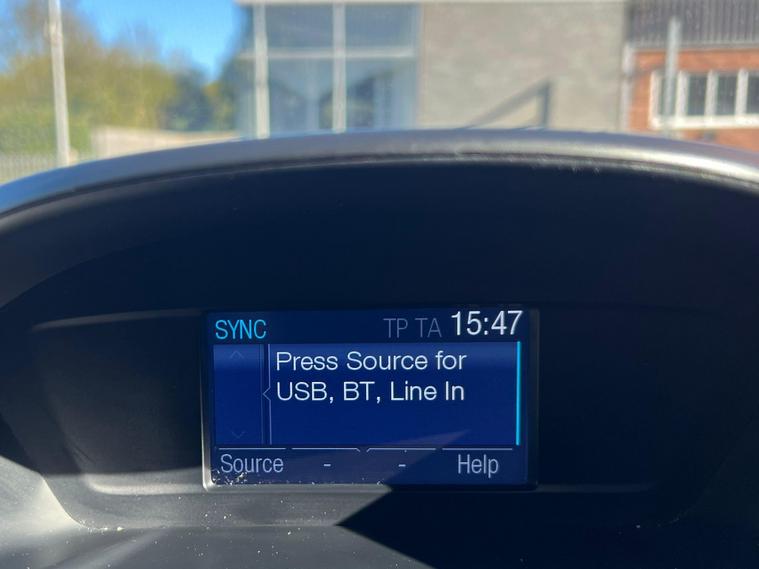 SYNC TP TA 15:47
Press Source for
USB, BT, Line In
Source - - Help